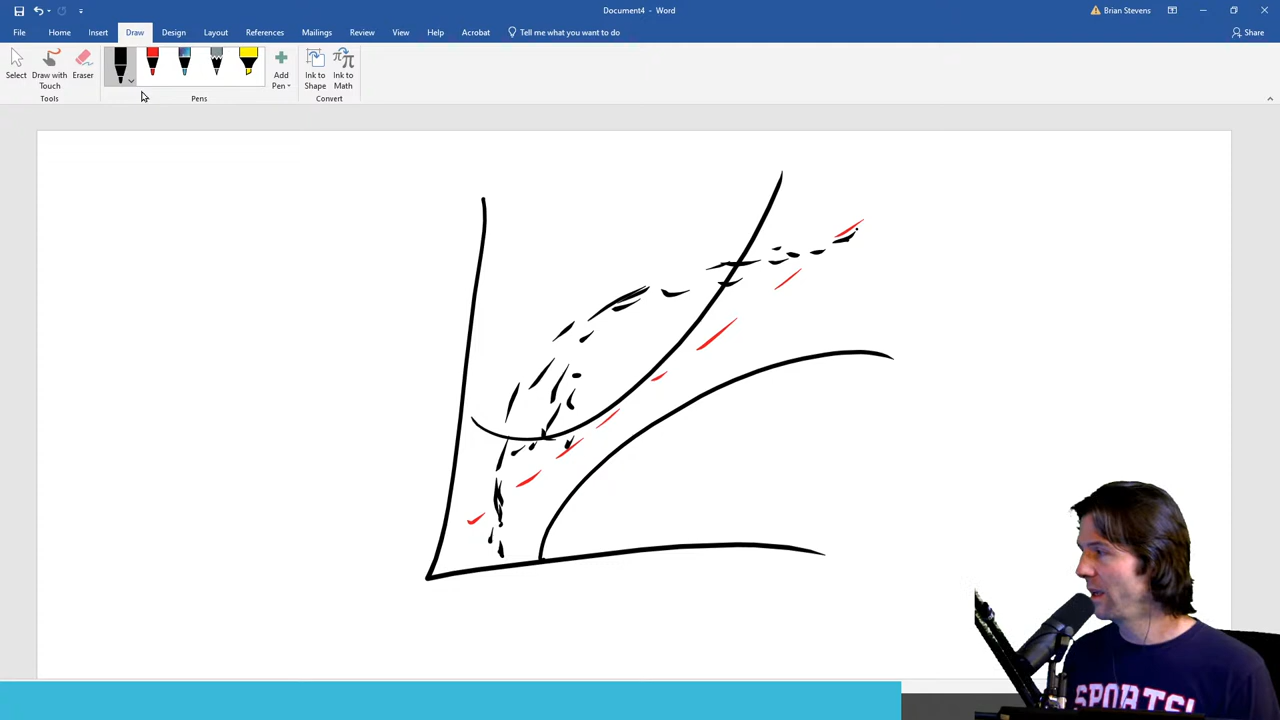 Document4 - Word
Brian Stevens
File Home Insert Draw Design Layout References Mailings Review View Help Acrobat Tell me what you want to do Share
Select
Draw with Touch
Eraser
Add Pen
Ink to Shape
Ink to Math
Tools
Pens
Convert
SPORTS!